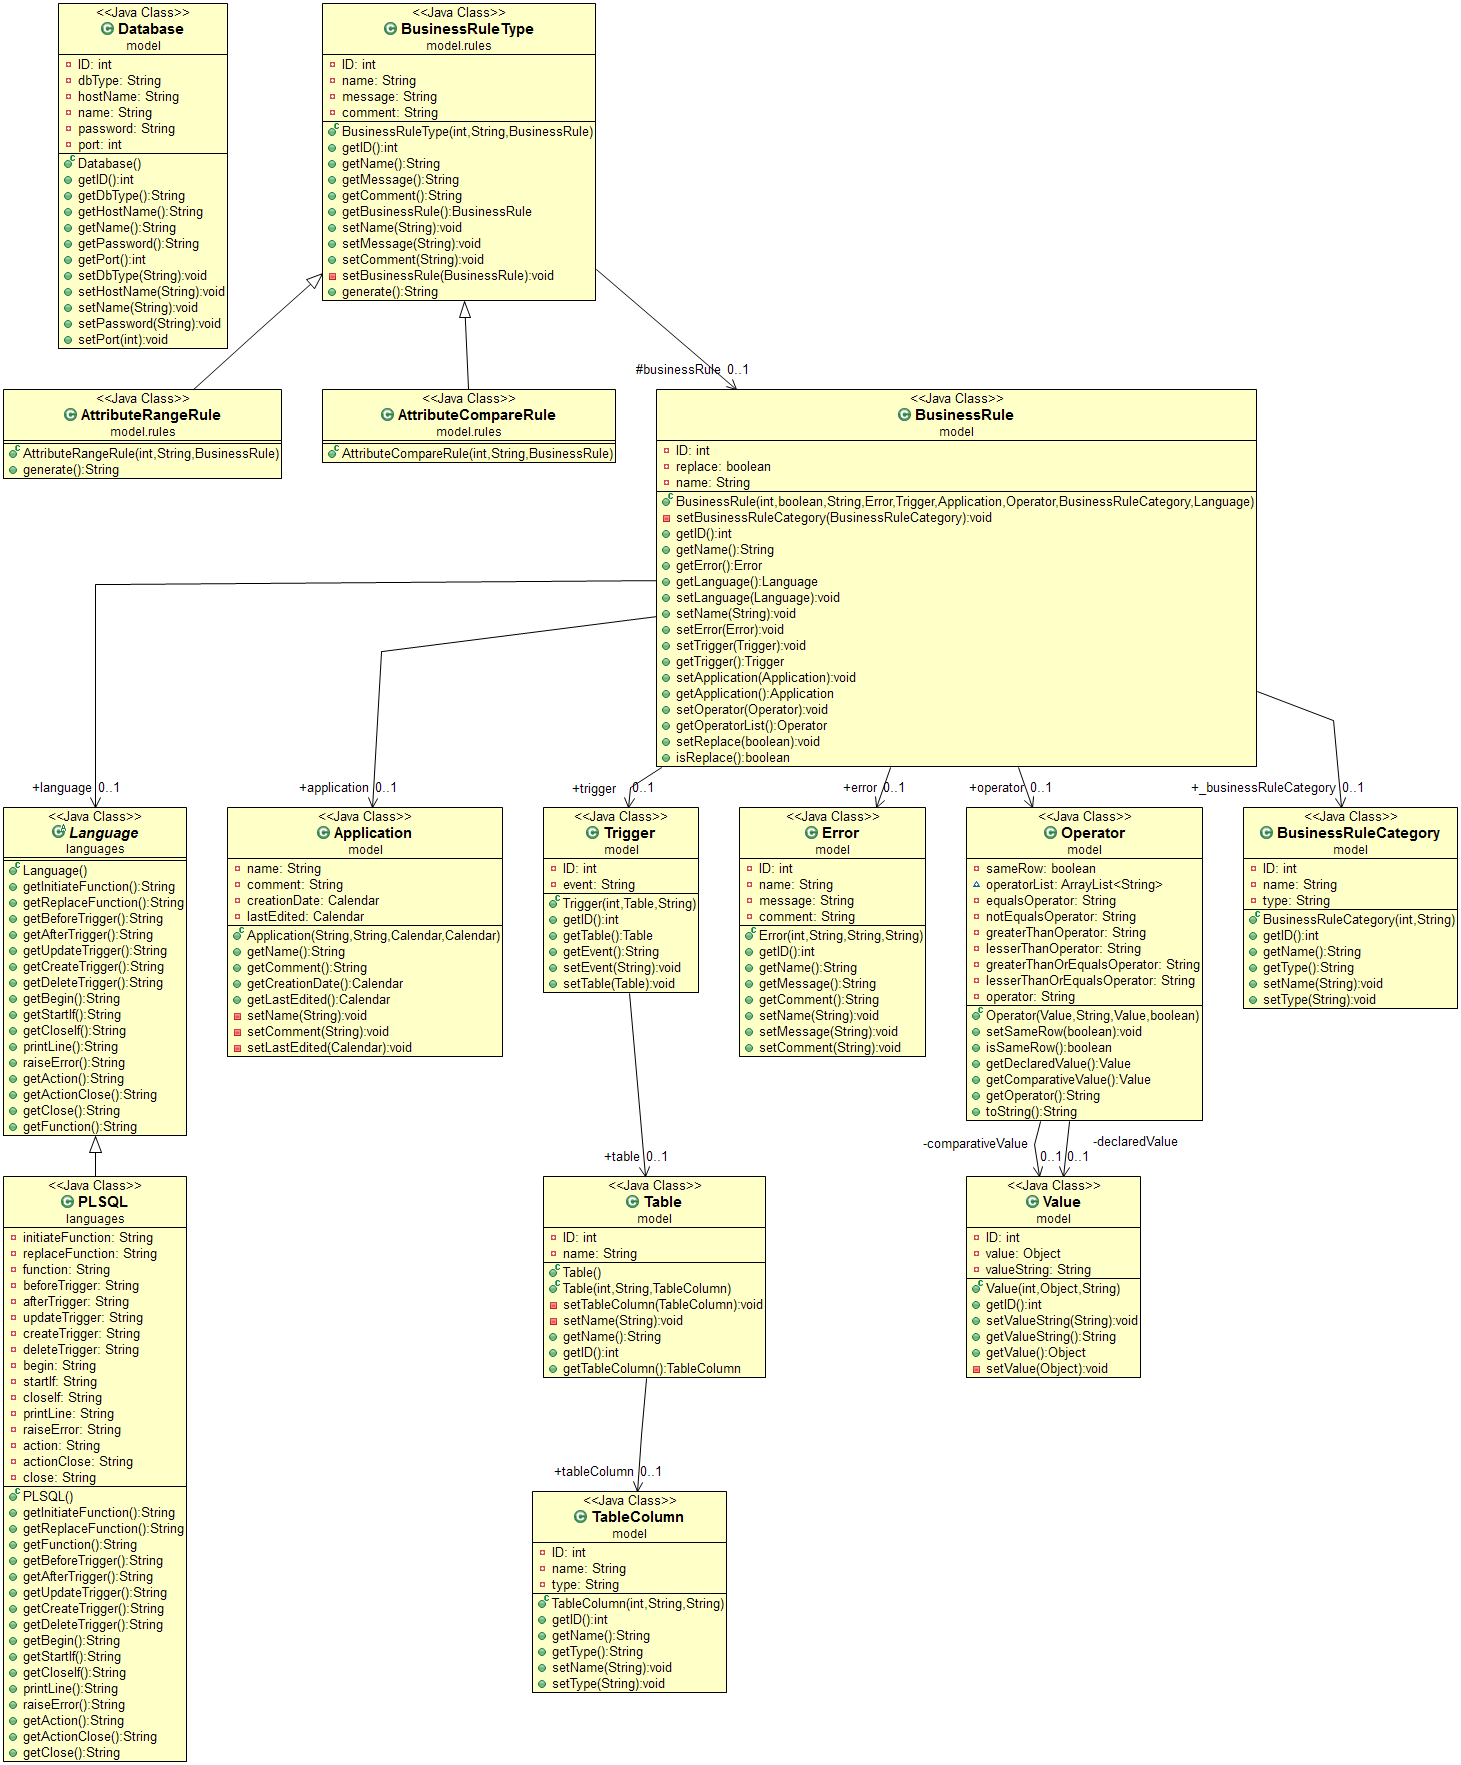 <<Java Class>>
Database
model
ID: int
dbType: String
hostName: String
name: String
password: String
port: int
Database()
getID():int
getDbType():String
getHostName():String
getName():String
getPassword():String
getPort():int
setDbType(String):void
setHostName(String):void
setName(String):void
setPassword(String):void
setPort(int):void
<<Java Class>>
BusinessRuleType
model.rules
ID: int
name: String
message: String
comment: String
BusinessRuleType(int,String,BusinessRule)
getID():int
getName():String
getMessage():String
getComment():String
getBusinessRule():BusinessRule
setName(String):void
setMessage(String):void
setComment(String):void
setBusinessRule(BusinessRule):void
generate():String
#businessRule 0..1
<<Java Class>>
AttributeRangeRule
model.rules
AttributeRangeRule(int,String,BusinessRule)
generate():String
<<Java Class>>
AttributeCompareRule
model.rules
AttributeCompareRule(int,String,BusinessRule)
<<Java Class>>
BusinessRule
model
ID: int
replace: boolean
name: String
BusinessRule(int,boolean,String,Error,Trigger,Application,Operator,BusinessRuleCategory,Language)
setBusinessRuleCategory(BusinessRuleCategory):void
getID():int
getName():String
getError():Error
getLanguage():Language
setLanguage(Language):void
setName(String):void
setError(Error):void
setTrigger(Trigger):void
getTrigger():Trigger
setApplication(Application):void
getApplication():Application
setOperator(Operator):void
getOperatorList():Operator
setReplace(boolean):void
isReplace():boolean
+language 0..1
+application 0..1
+trigger 0..1
+error 0..1
+operator 0..1
+_businessRuleCategory 0..1
<<Java Class>>
Language
languages
Language()
getInitiateFunction():String
getReplaceFunction():String
getBeforeTrigger():String
getAfterTrigger():String
getUpdateTrigger():String
getCreateTrigger():String
getDeleteTrigger():String
getBegin():String
getStartIf():String
getCloseIf():String
printLine():String
raiseError():String
getAction():String
getActionClose():String
getClose():String
getFunction():String
<<Java Class>>
Application
model
name: String
comment: String
creationDate: Calendar
lastEdited: Calendar
Application(String,String,Calendar,Calendar)
getName():String
getComment():String
getCreationDate():Calendar
getLastEdited():Calendar
setName(String):void
setComment(String):void
setLastEdited(Calendar):void
<<Java Class>>
Trigger
model
ID: int
event: String
Trigger(int,Table,String)
getID():int
getTable():Table
getEvent():String
setEvent(String):void
setTable(Table):void
<<Java Class>>
Error
model
ID: int
name: String
message: String
comment: String
Error(int,String,String,String)
getID():int
getName():String
getMessage():String
getComment():String
setName(String):void
setMessage(String):void
setComment(String):void
<<Java Class>>
Operator
model
sameRow: boolean
operatorList: ArrayList<String>
equalsOperator: String
notEqualsOperator: String
greaterThanOperator: String
lesserThanOperator: String
greaterThanOrEqualsOperator: String
lesserThanOrEqualsOperator: String
operator: String
Operator(Value,String,Value,boolean)
setSameRow(boolean):void
isSameRow():boolean
getDeclaredValue():Value
getComparativeValue():Value
getOperator():String
toString():String
<<Java Class>>
BusinessRuleCategory
model
ID: int
name: String
type: String
BusinessRuleCategory(int,String)
getID():int
getName():String
getType():String
setName(String):void
setType(String):void
-comparativeValue 0..1
-declaredValue 0..1
+table 0..1
<<Java Class>>
PLSQL
languages
initiateFunction: String
replaceFunction: String
function: String
beforeTrigger: String
afterTrigger: String
updateTrigger: String
createTrigger: String
deleteTrigger: String
begin: String
startIf: String
closeIf: String
printLine: String
raiseError: String
action: String
actionClose: String
close: String
PLSQL()
getInitiateFunction():String
getReplaceFunction():String
getFunction():String
getBeforeTrigger():String
getAfterTrigger():String
getUpdateTrigger():String
getCreateTrigger():String
getDeleteTrigger():String
getBegin():String
getStartIf():String
getCloseIf():String
printLine():String
raiseError():String
getAction():String
getActionClose():String
getClose():String
<<Java Class>>
Table
model
ID: int
name: String
Table()
Table(int,String,TableColumn)
setTableColumn(TableColumn):void
setName(String):void
getName():String
getID():int
getTableColumn():TableColumn
<<Java Class>>
Value
model
ID: int
value: Object
valueString: String
Value(int,Object,String)
getID():int
setValueString(String):void
getValueString():String
getValue():Object
setValue(Object):void
+tableColumn 0..1
<<Java Class>>
TableColumn
model
ID: int
name: String
type: String
TableColumn(int,String,String)
getID():int
getName():String
getType():String
setName(String):void
setType(String):void